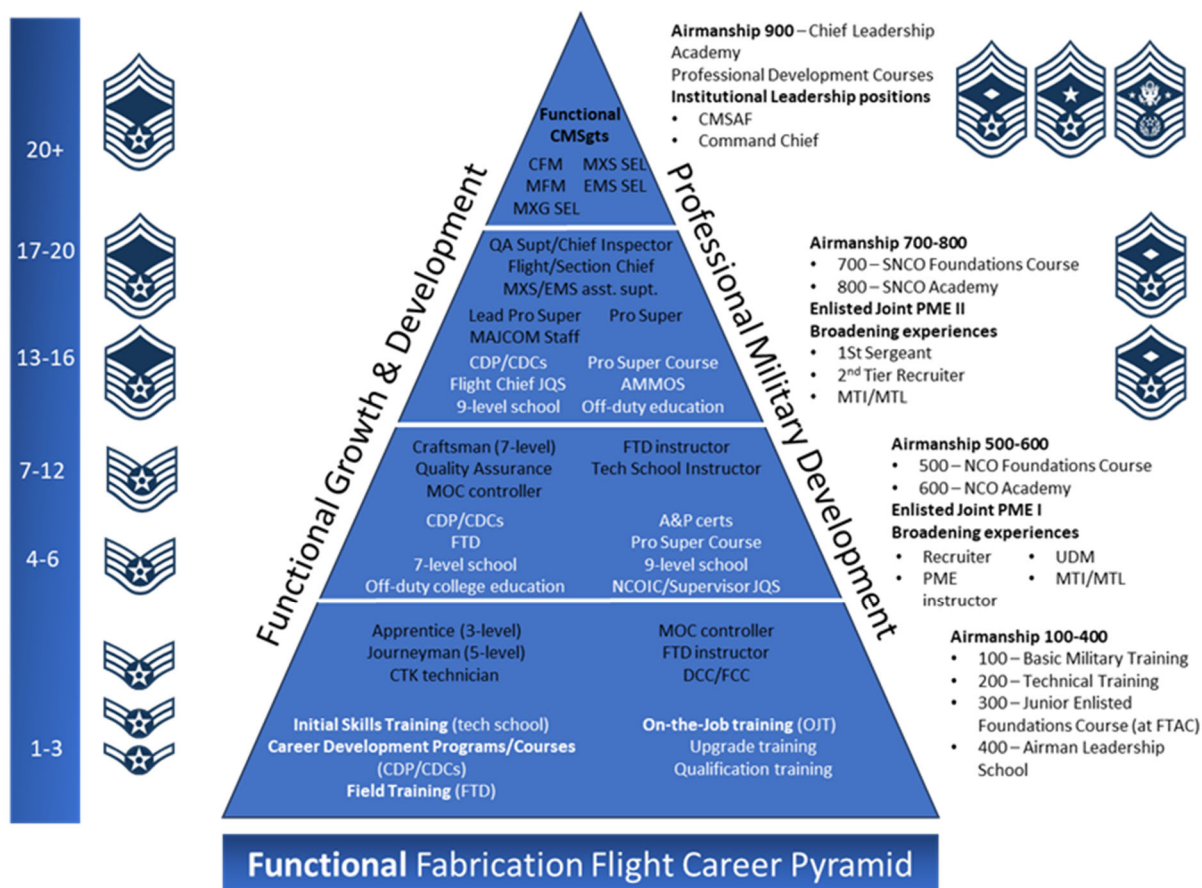 20+
17-20
13-16
7-12
4-6
1-3
Functional Growth & Development
Professional Military Development
Functional
CMSgts
CFM MXS SEL
MFM EMS SEL
MXG SEL
QA Supt/Chief Inspector
Flight/Section Chief
MXS/EMS asst. supt.
Lead Pro Super Pro Super
MAJCOM Staff
CDP/CDCs Pro Super Course
Flight Chief JQS AMMOS
9-level school Off-duty education
Craftsman (7-level) FTD instructor
Quality Assurance Tech School Instructor
MOC controller
CDP/CDCs A&P certs
FTD Pro Super Course
7-level school 9-level school
Off-duty college education NCOIC/Supervisor JQS
Apprentice (3-level) MOC controller
Journeyman (5-level) FTD instructor
CTK technician DCC/FCC
Initial Skills Training (tech school) On-the-Job training (OJT)
Career Development Programs/Courses Upgrade training
(CDP/CDCs) Qualification training
Field Training (FTD)
Airmanship 900 – Chief Leadership
Academy
Professional Development Courses
Institutional Leadership positions
• CMSAF
• Command Chief
Airmanship 700-800
• 700 – SNCO Foundations Course
• 800 – SNCO Academy
Enlisted Joint PME II
Broadening experiences
• 1St Sergeant
• 2nd Tier Recruiter
• MTI/MTL
Airmanship 500-600
• 500 – NCO Foundations Course
• 600 – NCO Academy
Enlisted Joint PME I
Broadening experiences
• Recruiter • UDM
• PME • MTI/MTL
instructor
Airmanship 100-400
• 100 – Basic Military Training
• 200 – Technical Training
• 300 – Junior Enlisted
Foundations Course (at FTAC)
• 400 – Airman Leadership
School
Functional Fabrication Flight Career Pyramid